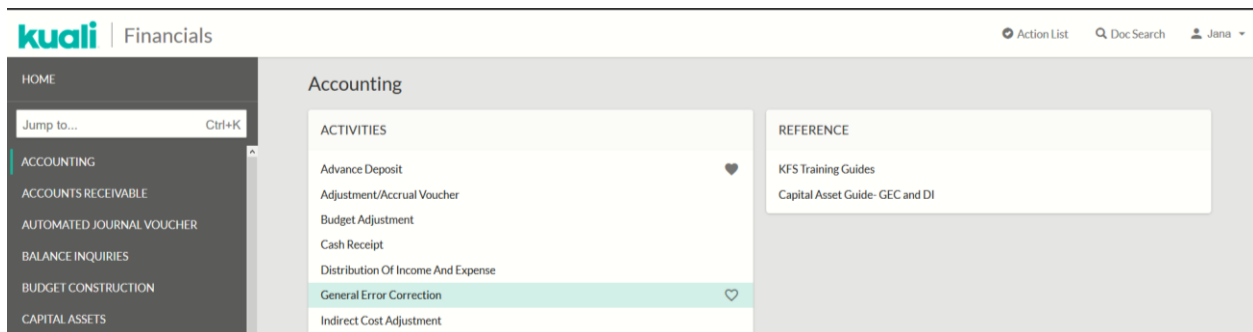 kuali Financials
Action List
Doc Search
Jana
HOME
Jump to... Ctrl+K
ACCOUNTING
ACCOUNTS RECEIVABLE
AUTOMATED JOURNAL VOUCHER
BALANCE INQUIRIES
BUDGET CONSTRUCTION
CAPITAL ASSETS
Accounting
ACTIVITIES
Advance Deposit
Adjustment/Accrual Voucher
Budget Adjustment
Cash Receipt
Distribution Of Income And Expense
General Error Correction
Indirect Cost Adjustment
REFERENCE
KFS Training Guides
Capital Asset Guide- GEC and DI